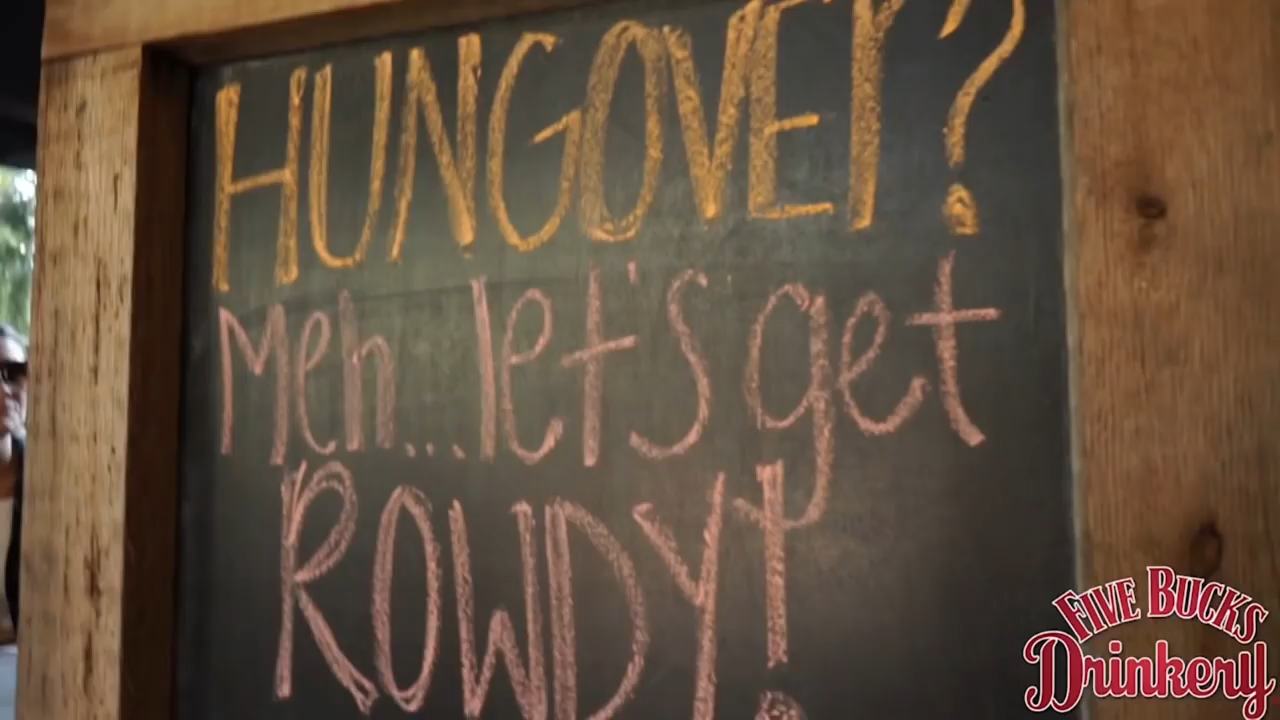 HUNGOVER?
Meh...let's get
ROWDY!
FIVE BUCKS
Drinkery